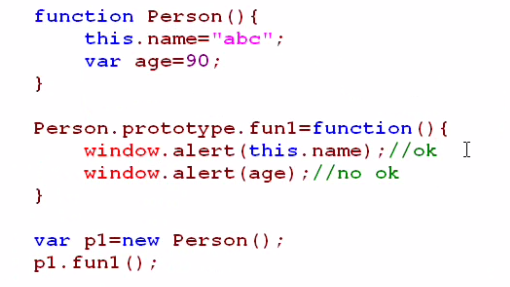 function Person(){
this.name="abc";
var age=90;
}
Person.prototype.fun1=function(){
window.alert(this.name);//ok
window.alert(age);//no ok
}
var p1=new Person();
p1.fun1();